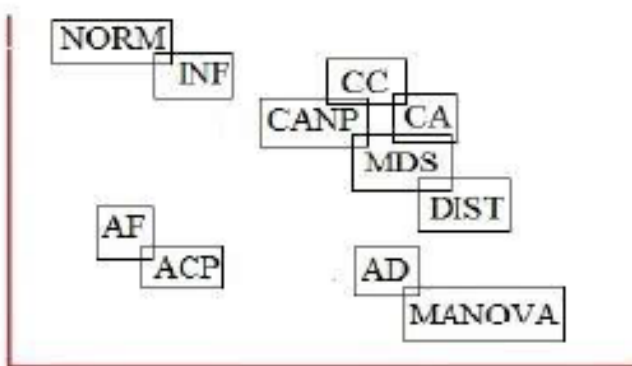 NORM
INF
CC
CANP
CA
MDS
DIST
AF
ACP
AD
MANOVA